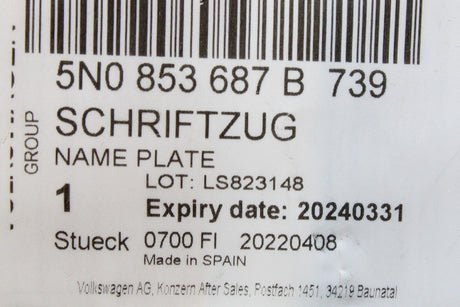 5N0 853 687 B 739
SCHRIFTZUG
NAME PLATE
GROUP
LOT: LS823148
1
Expiry date: 20240331
Stueck 0700 FI 20220408
Made in SPAIN
Volkswagen AG, Konzern After Sales, Postfach 1451, 34219 Baunatal